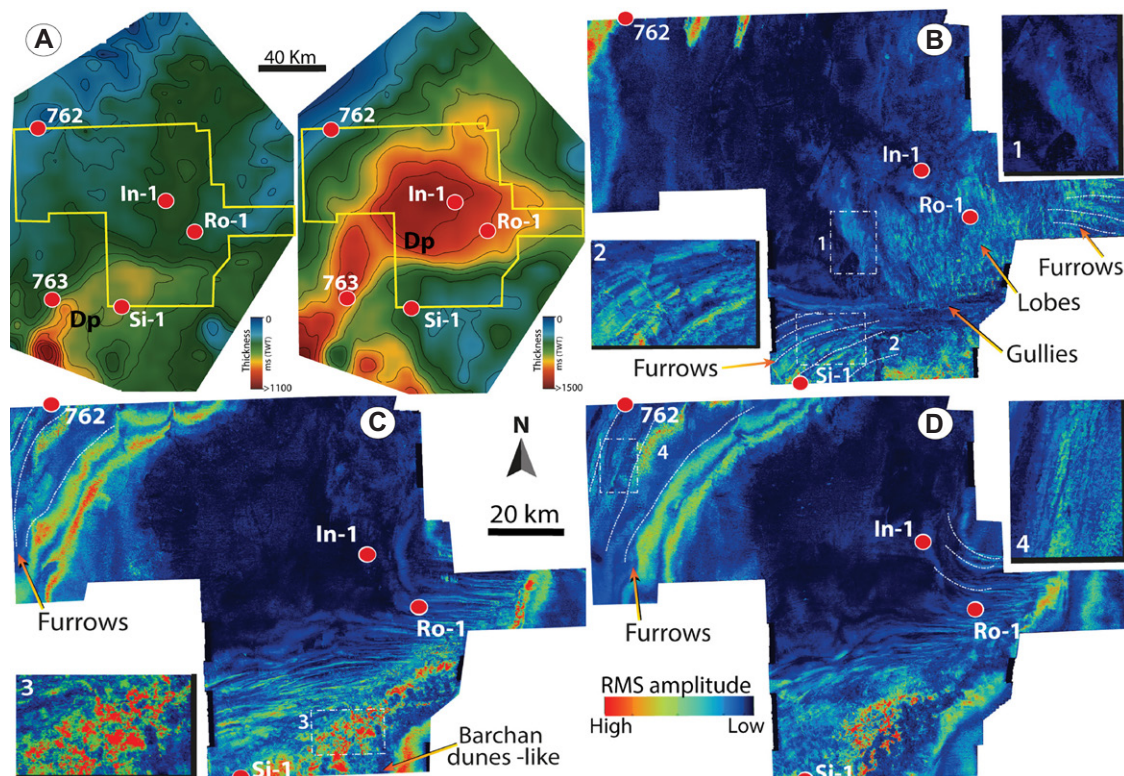 A
40 Km
762
In-1
Ro-1
763
Dp
Si-1
0
Thickness
ms (TWT)
>1100
762
In-1
Ro-1
Dp
763
Si-1
0
Thickness
ms (TWT)
>1500
762
B
1
In-1
Ro-1
1
2
Furrows
Lobes
Gullies
2
Furrows
Si-1
762
C
N
20 km
In-1
Ro-1
Furrows
3
3
Si-1
Barchan
dunes -like
762
D
4
4
In-1
Ro-1
Furrows
RMS amplitude
High
Low
Si-1